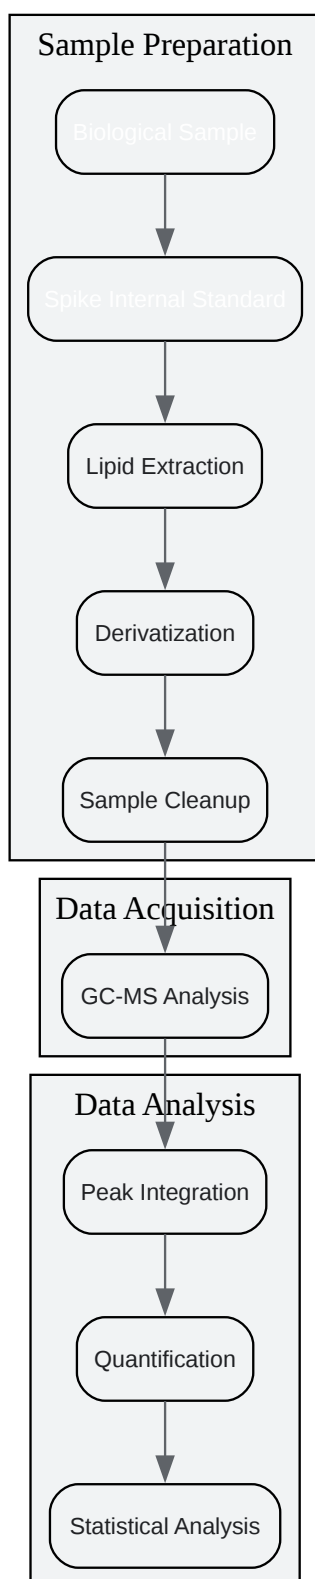 Sample Preparation
Biological Sample
Spike Internal Standard
Lipid Extraction
Derivatization
Sample Cleanup
Data Acquisition
GC-MS Analysis
Data Analysis
Peak Integration
Quantification
Statistical Analysis